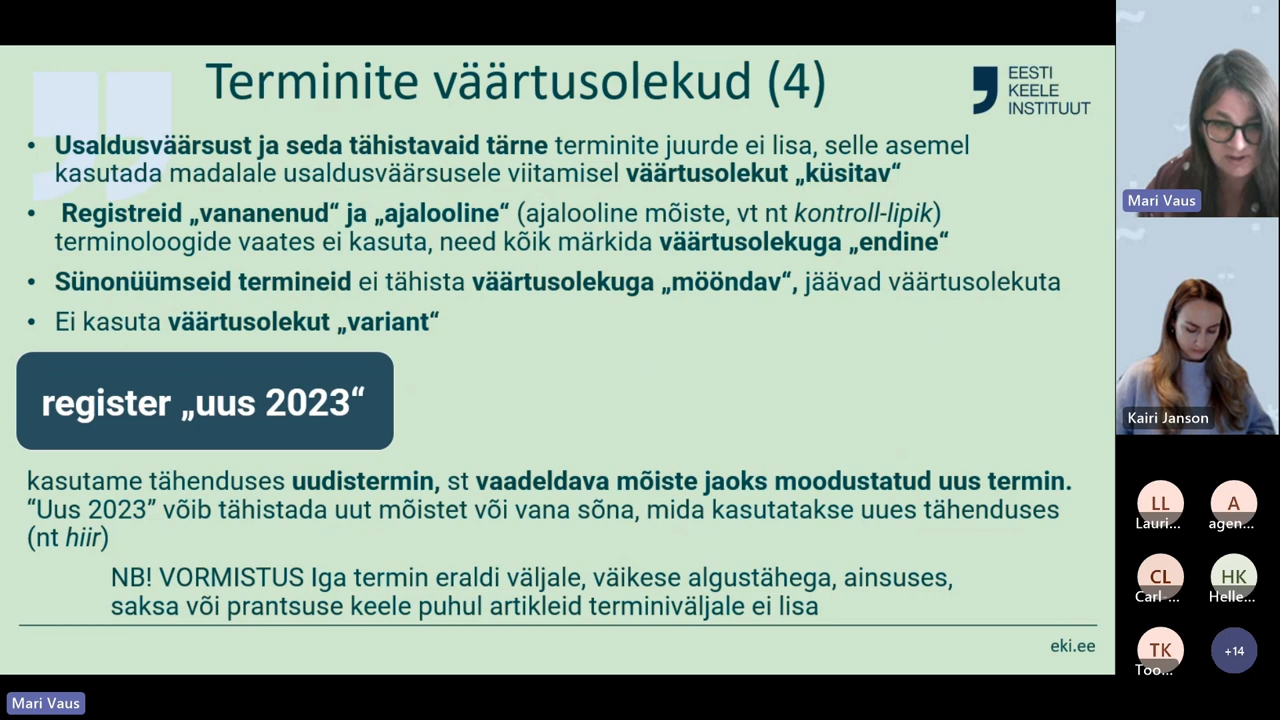 Terminite väärtusolekud (4)
EESTI
KEELE
INSTITUUT
• Usaldusväärsust ja seda tähistavaid tärne terminite juurde ei lisa, selle asemel
kasutada madalale usaldusväärsusele viitamisel väärtusolekut „küsitav“
• Registreid „vananenud“ ja „ajalooline“ (ajalooline mõiste, vt nt kontroll-lipik)
terminoloogide vaates ei kasuta, need kõik märkida väärtusolekuga „endine“
• Sünonüümseid termineid ei tähista väärtusolekuga „mööndav“, jäävad väärtusolekuta
• Ei kasuta väärtusolekut „variant“
register „uus 2023“
kasutame tähenduses uudistermin, st vaadeldava mõiste jaoks moodustatud uus termin.
“Uus 2023” võib tähistada uut mõistet või vana sõna, mida kasutatakse uues tähenduses
(nt hiir)
NB! VORMISTUS Iga termin eraldi väljale, väikese algustähega, ainsuses,
saksa või prantsuse keele puhul artikleid terminiväljale ei lisa
eki.ee
Mari Vaus
Mari Vaus
Kairi Janson
LL
Lauri...
A
agen...
CL
Carl-...
HK
Helle...
TK
Too...
+14